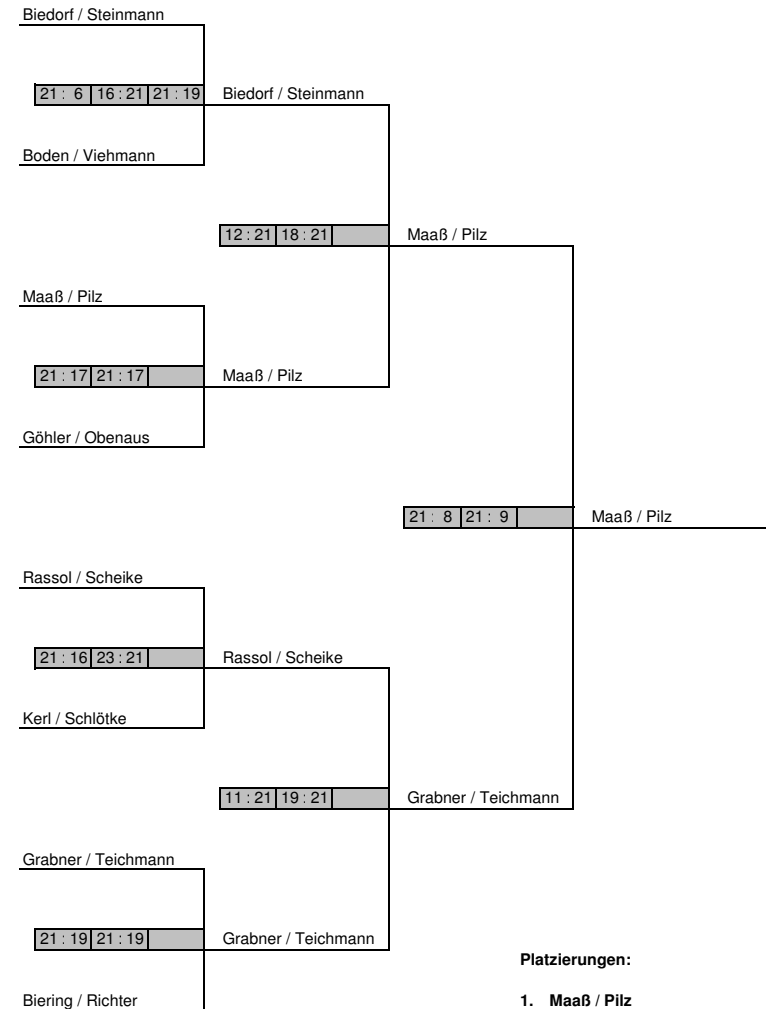 Biedorf / Steinmann
21 : 6 16 : 21 21 : 19 Biedorf / Steinmann
Boden / Viehmann
12 : 21 18 : 21 Maaß / Pilz
Maaß / Pilz
21 : 17 21 : 17 Maaß / Pilz
Göhler / Obenaus
21 : 8 21 : 9 Maaß / Pilz
Rassol / Scheike
21 : 16 23 : 21 Rassol / Scheike
Kerl / Schlötke
11 : 21 19 : 21 Grabner / Teichmann
Grabner / Teichmann
21 : 19 21 : 19 Grabner / Teichmann
Platzierungen:
Biering / Richter 1. Maaß / Pilz